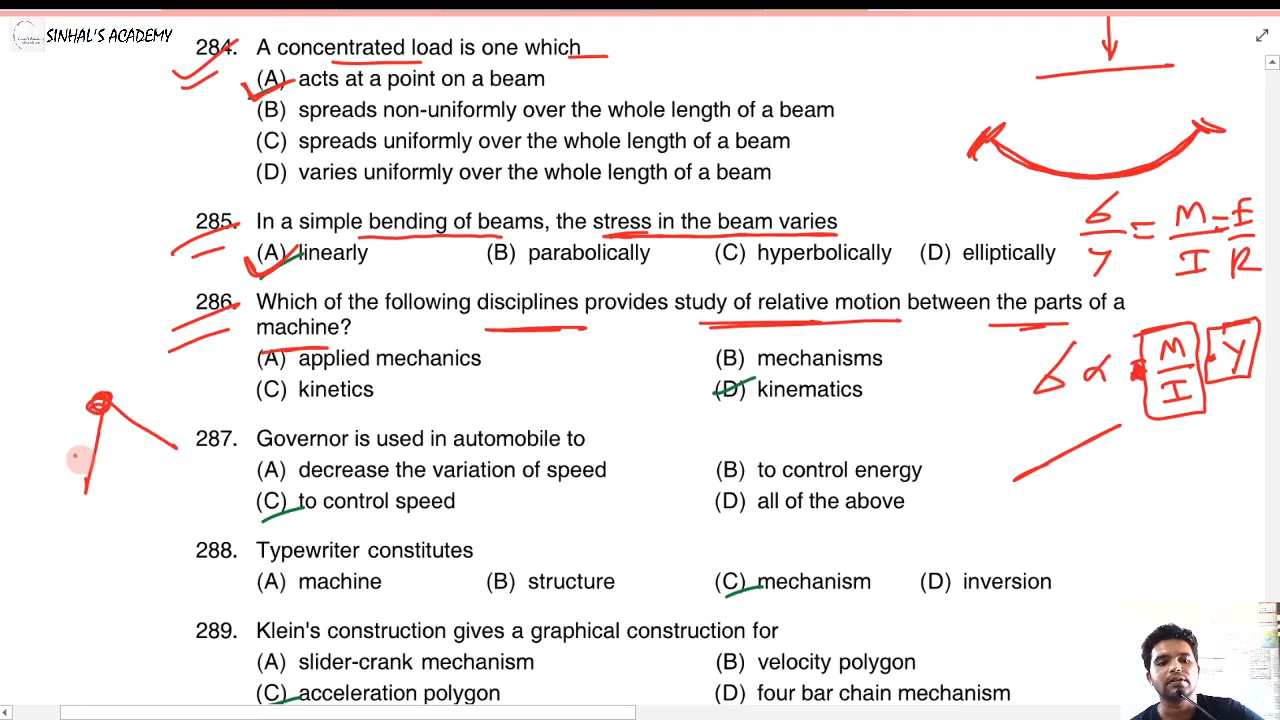 SINHAL'S ACADEMY
284. A concentrated load is one which
(A) acts at a point on a beam
(B) spreads non-uniformly over the whole length of a beam
(C) spreads uniformly over the whole length of a beam
(D) varies uniformly over the whole length of a beam
285. In a simple bending of beams, the stress in the beam varies
(A) linearly (B) parabolically (C) hyperbolically (D) elliptically
286. Which of the following disciplines provides study of relative motion between the parts of a
machine?
(A) applied mechanics (B) mechanisms
(C) kinetics (D) kinematics
287. Governor is used in automobile to
(A) decrease the variation of speed (B) to control energy
(C) to control speed (D) all of the above
288. Typewriter constitutes
(A) machine (B) structure (C) mechanism (D) inversion
289. Klein's construction gives a graphical construction for
(A) slider-crank mechanism (B) velocity polygon
(C) acceleration polygon (D) four bar chain mechanism
σ/y = M/I = E/R
σ ∝ M/I · y